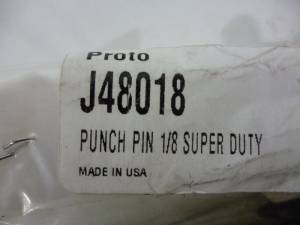 Proto
J48018
PUNCH PIN 1/8 SUPER DUTY
MADE IN USA